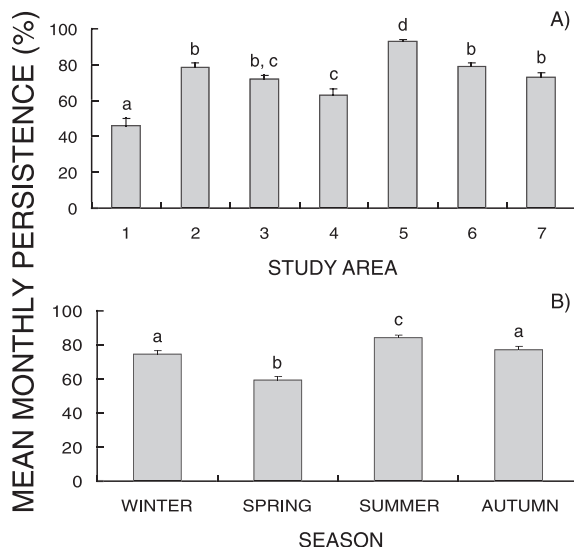 MEAN MONTHLY PERSISTENCE (%)
A)
100
80
60
40
20
0
a
b
b, c
c
d
b
b
1 2 3 4 5 6 7
STUDY AREA
B)
100
80
60
40
20
0
a
b
c
a
WINTER SPRING SUMMER AUTUMN
SEASON